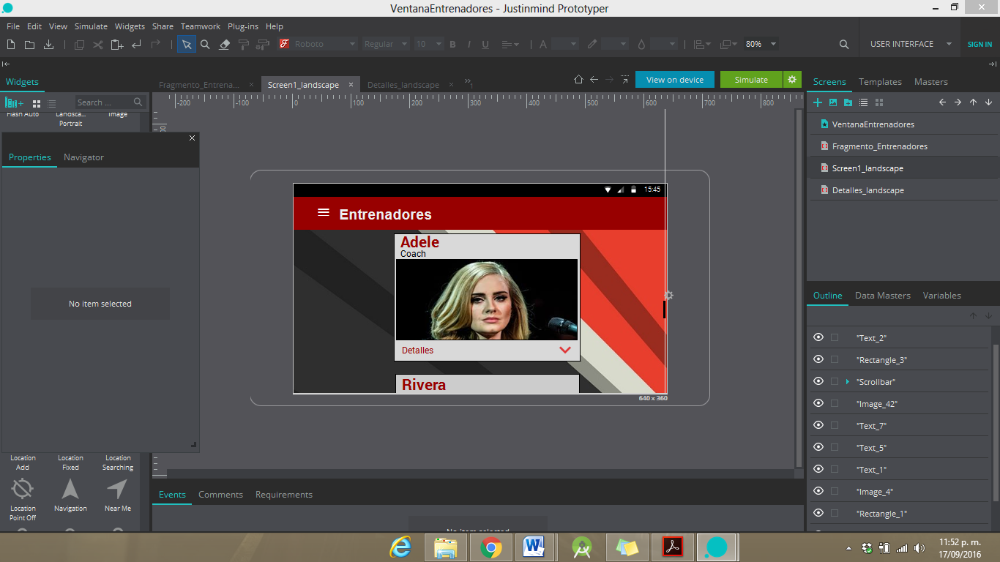 VentanaEntrenadores - Justinmind Prototyper
File Edit View Simulate Widgets Share Teamwork Plug-ins Help
Roboto Regular 10 B I U A 80% USER INTERFACE SIGN IN
Widgets
Fragmento_Entrena... × Screen1_landscape × Detalles_landscape × »1
View on device Simulate
Screens Templates Masters
Search ...
-200 -100 0 100 200 300 400 500 600 700 800
Flash Auto Landsca... Image
Portrait
VentanaEntrenadores
Fragmento_Entrenadores
Screen1_landscape
Detalles_landscape
Properties Navigator
No item selected
15:45
Entrenadores
Adele
Coach
Detalles
Rivera
640 x 360
Outline Data Masters Variables
"Text_2"
"Rectangle_3"
"Scrollbar"
"Image_42"
"Text_7"
"Text_5"
"Text_1"
"Image_4"
"Rectangle_1"
Location Location Location
Add Fixed Searching
Location Navigation Near Me
Point Off
Events Comments Requirements
No item selected
11:52 p. m.
17/09/2016